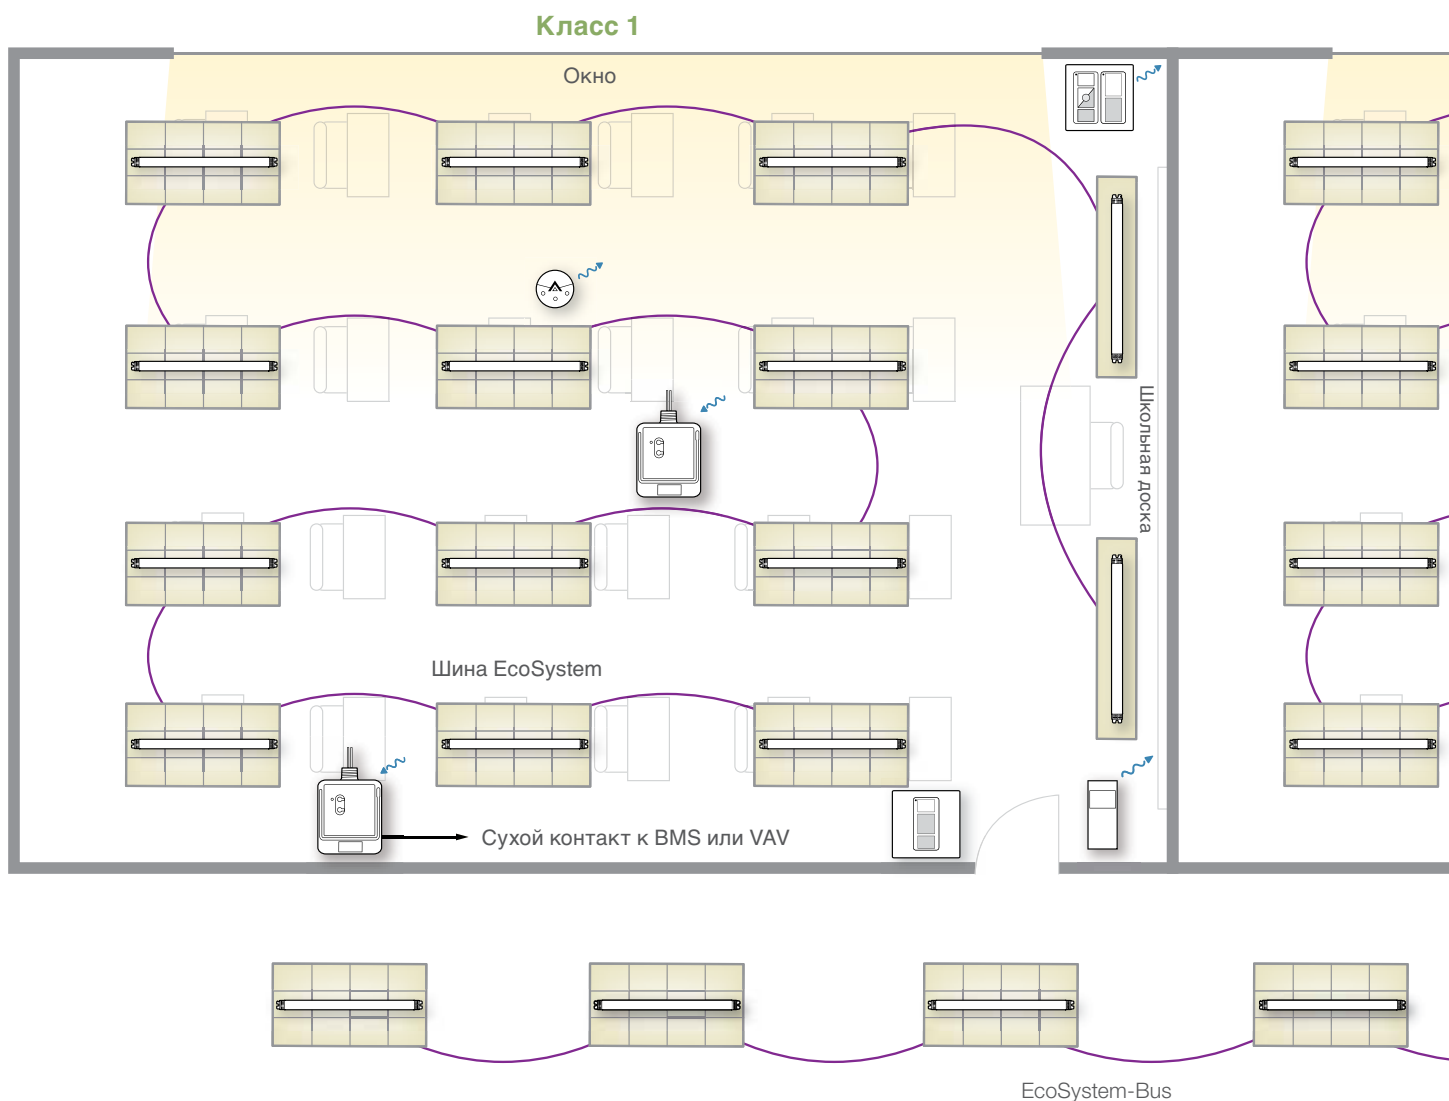 Класс 1
Окно
Школьная доска
Шина EcoSystem
Сухой контакт к BMS или VAV
EcoSystem-Bus